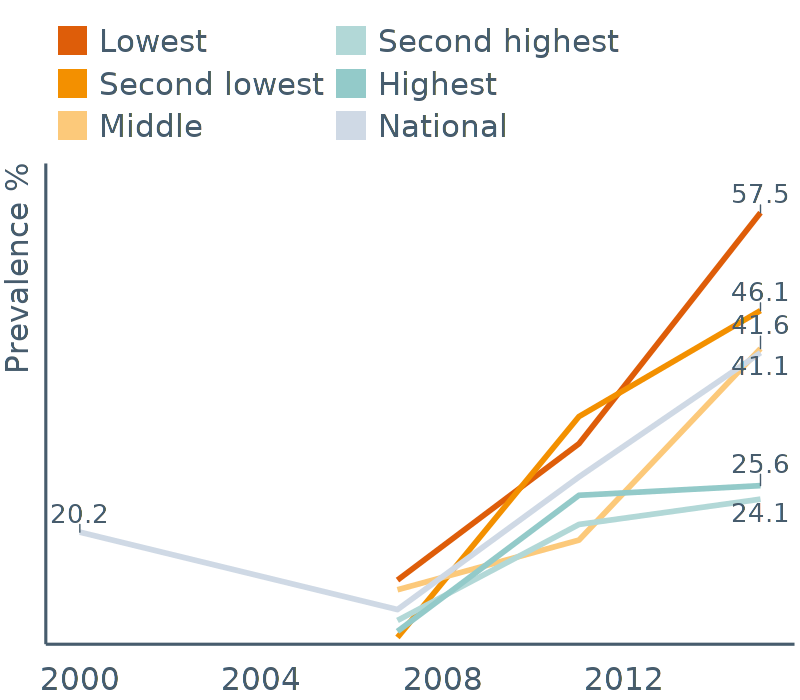 Lowest
Second lowest
Middle
Second highest
Highest
National
Prevalence %
57.5
46.1
41.6
41.1
25.6
24.1
20.2
2000 2004 2008 2012